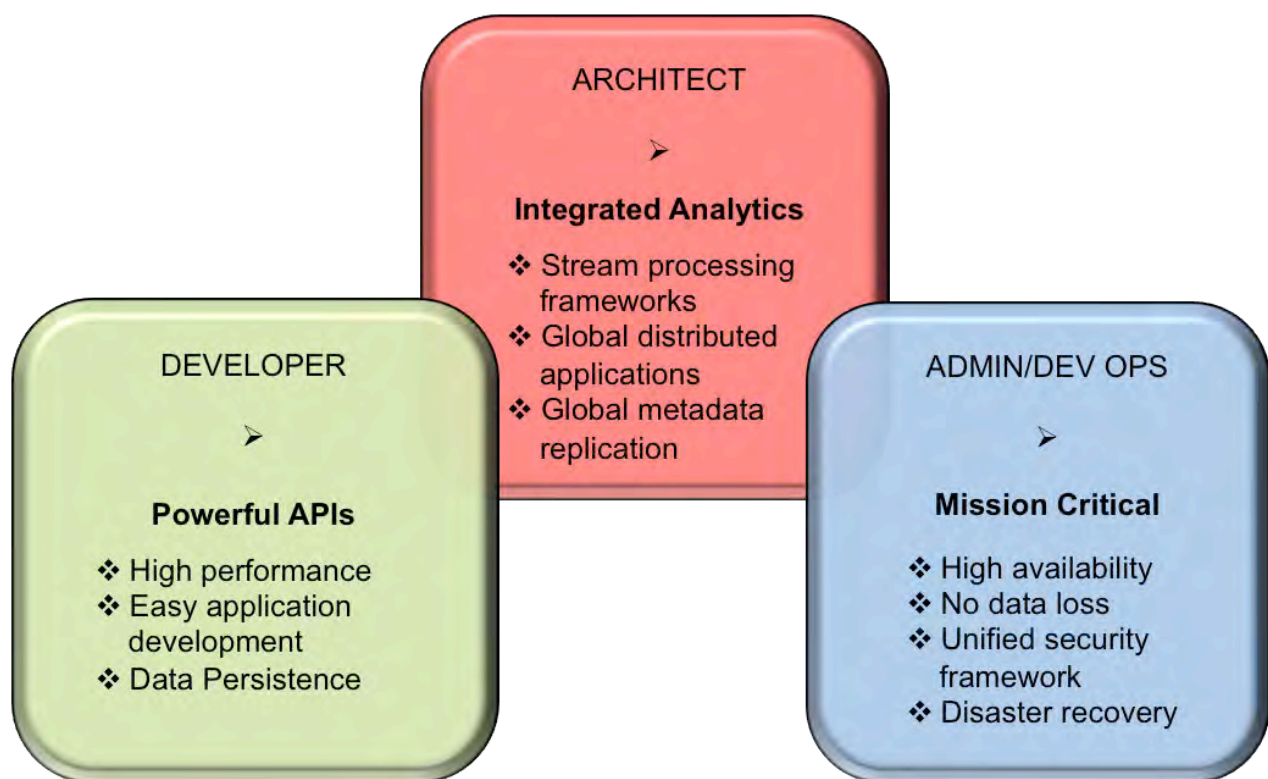 ARCHITECT
➢
Integrated Analytics
❖ Stream processing
frameworks
❖ Global distributed
applications
❖ Global metadada
replication
DEVELOPER
➢
Powerful APIs
❖ High performance
❖ Easy application
development
❖ Data Persistence
ADMIN/DEV OPS
➢
Mission Critical
❖ High availability
❖ No data loss
❖ Unified security
framework
❖ Disaster recovery